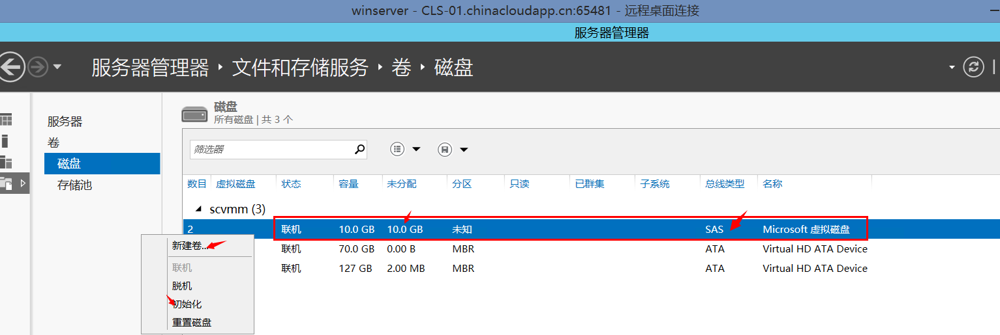 winserver - CLS-01.chinacloudapp.cn:65481 - 远程桌面连接
服务器管理器
服务器管理器 ‣ 文件和存储服务 ‣ 卷 ‣ 磁盘
服务器
卷
磁盘
存储池
磁盘
所有磁盘 | 共 3 个
筛选器
数目 虚拟磁盘 状态 容量 未分配 分区 只读 已群集 子系统 总线类型 名称
scvmm (3)
2 联机 10.0 GB 10.0 GB 未知 SAS Microsoft 虚拟磁盘
联机 70.0 GB 0.00 B MBR ATA Virtual HD ATA Device
联机 127 GB 2.00 MB MBR ATA Virtual HD ATA Device
新建卷...
联机
脱机
初始化
重置磁盘